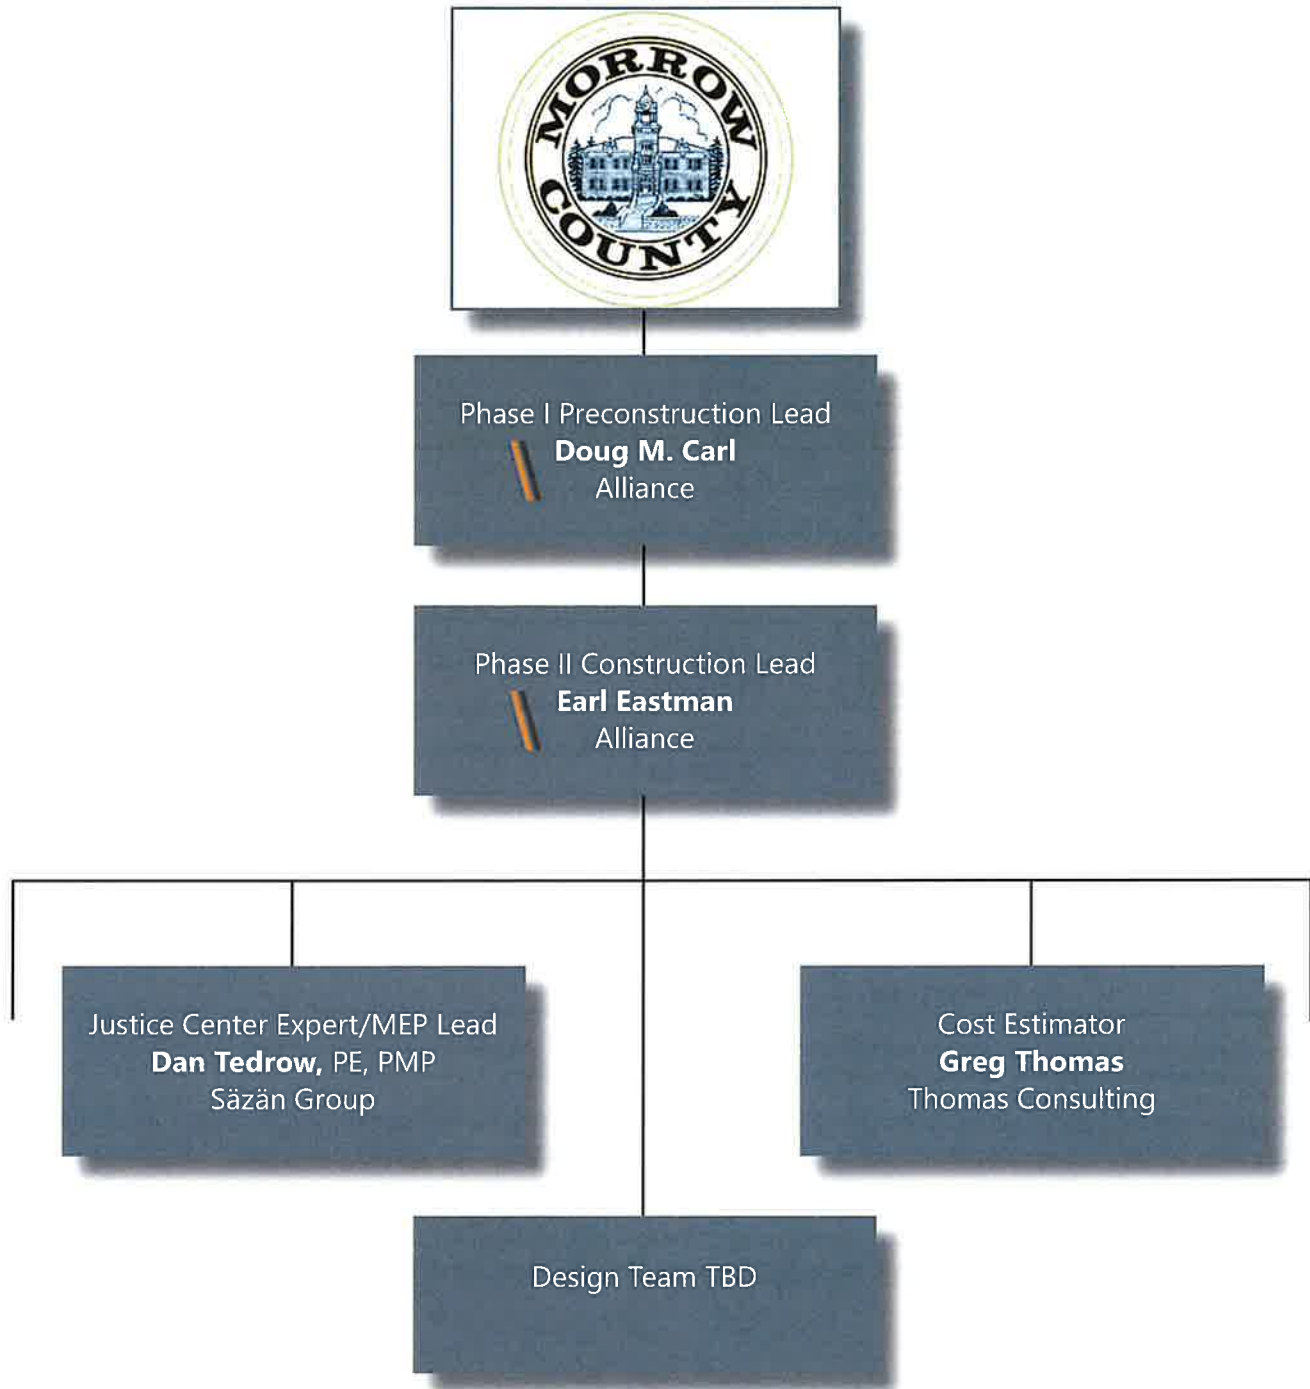 MORROW
COUNTY
Phase I Preconstruction Lead
Doug M. Carl
Alliance
Phase II Construction Lead
Earl Eastman
Alliance
Justice Center Expert/MEP Lead
Dan Tedrow, PE, PMP
Säzän Group
Cost Estimator
Greg Thomas
Thomas Consulting
Design Team TBD